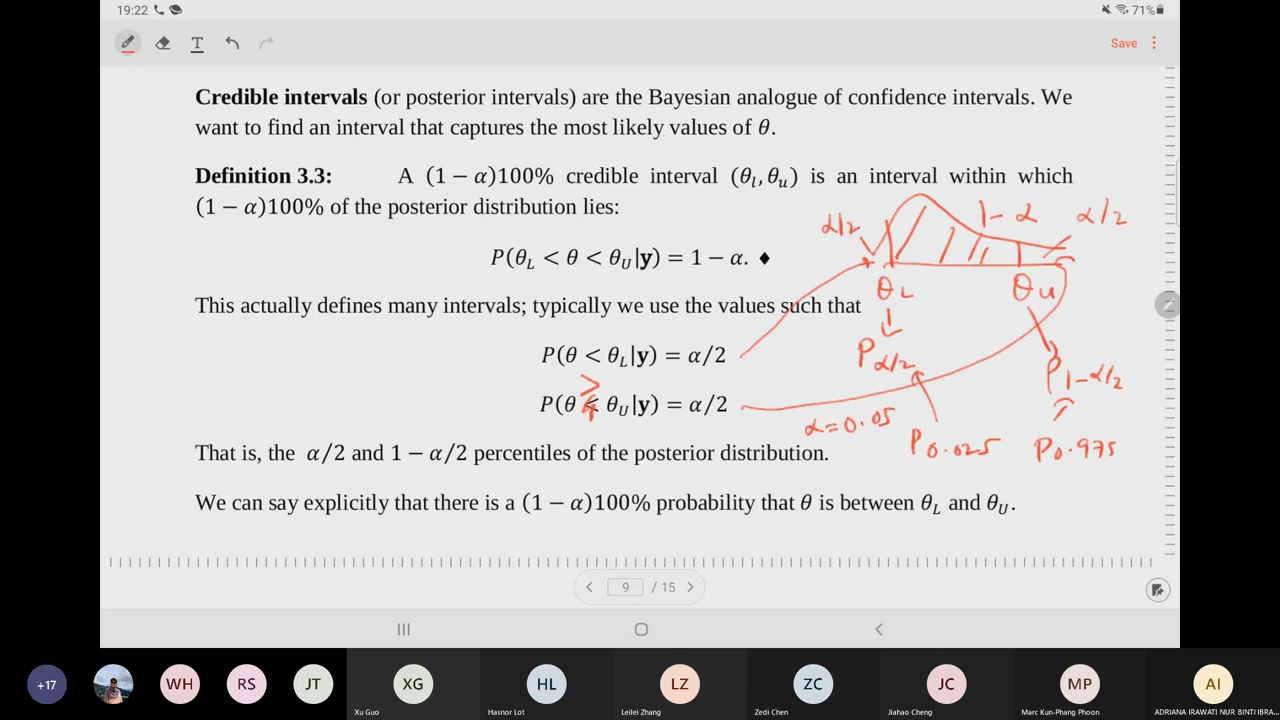 19:22
71%
T
Save
Credible intervals (or posterior intervals) are the Bayesian analogue of confidence intervals. We
want to find an interval that captures the most likely values of θ.
Definition 3.3: A (1 − α)100% credible interval (θ_l, θ_u) is an interval within which
(1 − α)100% of the posterior distribution lies:
α/2 1-α α/2
P(θ_L < θ < θ_U|y) = 1 − α. ♦
θ_L θ_u
This actually defines many intervals; typically we use the values such that
P(θ < θ_L|y) = α/2
P_α/2 P_1-α/2
>
P(θ < θ_U|y) = α/2
α=0.05 P_0.025 P_0.975
That is, the α/2 and 1 − α/2 percentiles of the posterior distribution.
We can say explicitly that there is a (1 − α)100% probability that θ is between θ_L and θ_U.
9 / 15
+17 WH RS JT XG HL LZ ZC JC MP AI
Xu Guo Hasnor Lot Leilei Zhang Zedi Chen Jiahao Cheng Marc Kun-Phang Phoon ADRIANA IRAWATI NUR BINTI IBRA...